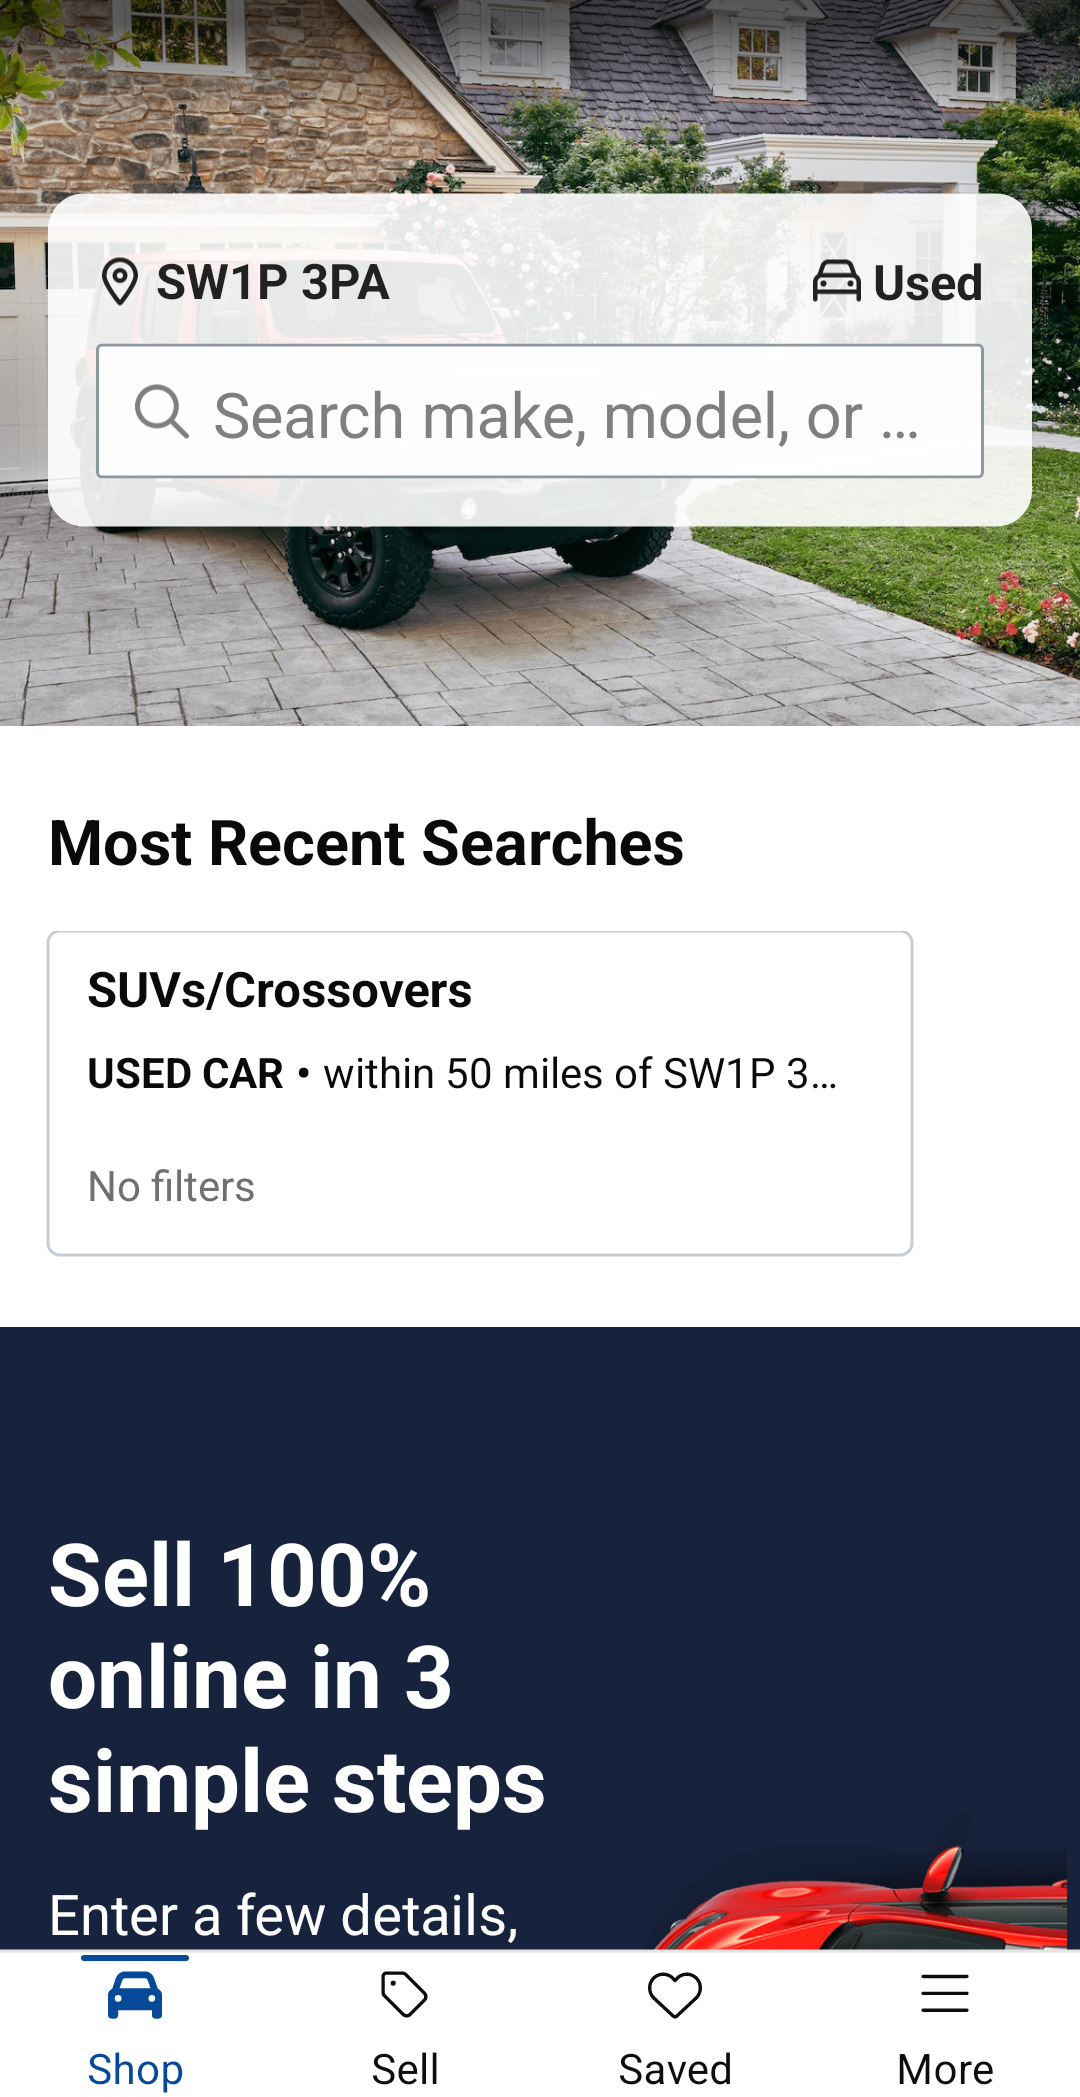 SW1P 3PA
Used
Search make, model, or ...
Most Recent Searches
SUVs/Crossovers
USED CAR • within 50 miles of SW1P 3...
No filters
Sell 100%
online in 3
simple steps
Enter a few details,
Shop
Sell
Saved
More